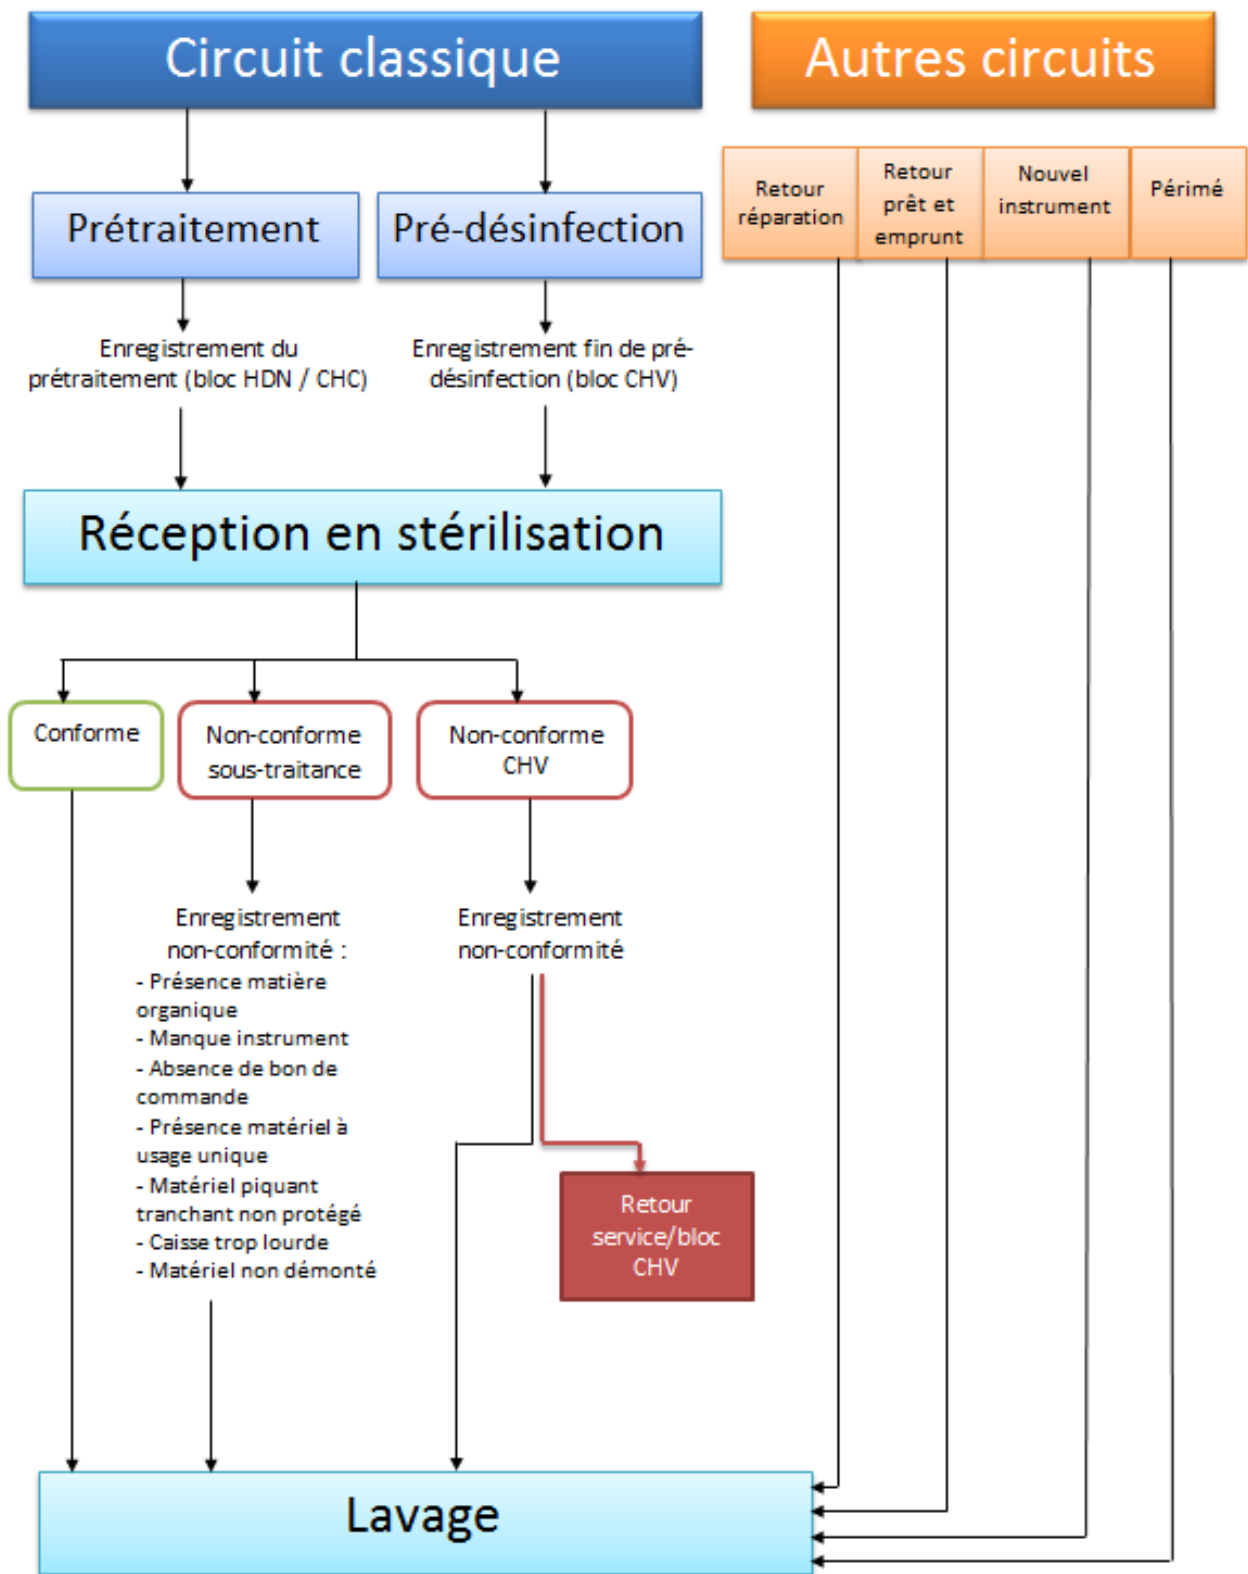 Circuit classique
Autres circuits
Retour
réparation
Retour
prêt et
emprunt
Nouvel
instrument
Périmé
Prétraitement
Pré-désinfection
Enregistrement du
prétraitement (bloc HDN / CHC)
Enregistrement fin de pré-
désinfection (bloc CHV)
Réception en stérilisation
Conforme
Non-conforme
sous-traitance
Non-conforme
CHV
Enregistrement
non-conformité :
- Présence matière
organique
- Manque instrument
- Absence de bon de
commande
- Présence matériel à
usage unique
- Matériel piquant
tranchant non protégé
- Caisse trop lourde
- Matériel non démonté
Enregistrement
non-conformité
Retour
service/bloc
CHV
Lavage